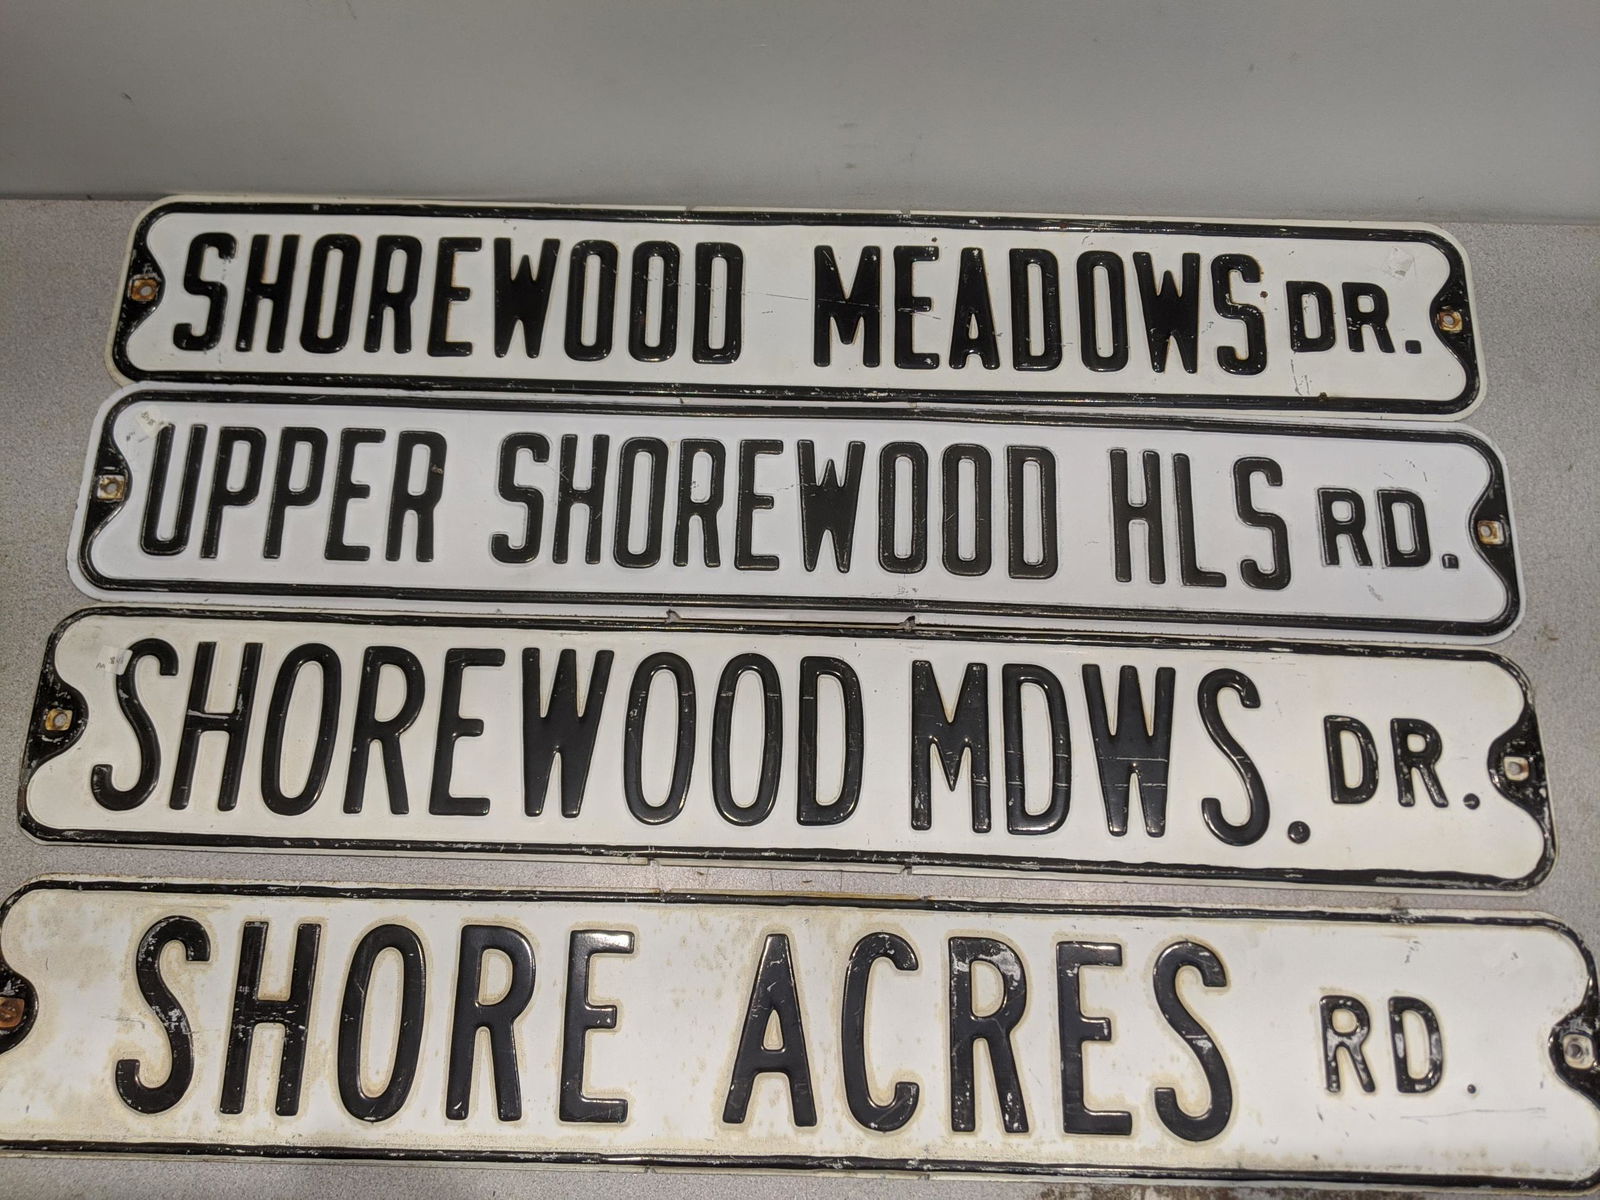 SHOREWOOD MEADOWS DR.
UPPER SHOREWOOD HLS RD.
SHOREWOOD MDWS. DR.
SHORE ACRES RD.